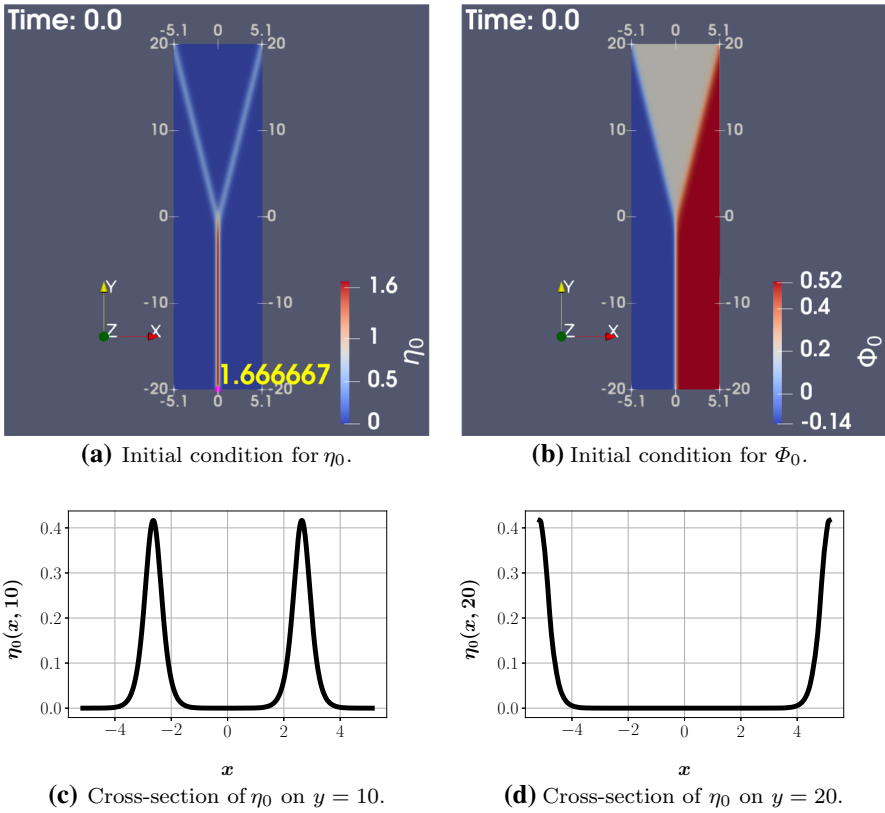 Time: 0.0
-5.1 0 5.1
20 20
10 10
0 0
-10 -10
-20 -20
-5.1 0 5.1
Y
Z X
1.666667
1.6
1
0.5
0
η₀
(a) Initial condition for η₀.
Time: 0.0
-5.1 0 5.1
20 20
10 10
0 0
-10 -10
-20 -20
-5.1 0 5.1
Y
Z X
0.52
0.4
0.2
0
-0.14
Φ₀
(b) Initial condition for Φ₀.
η₀(x, 10)
0.4
0.3
0.2
0.1
0.0
−4 −2 0 2 4
x
(c) Cross-section of η₀ on y = 10.
η₀(x, 20)
0.4
0.3
0.2
0.1
0.0
−4 −2 0 2 4
x
(d) Cross-section of η₀ on y = 20.